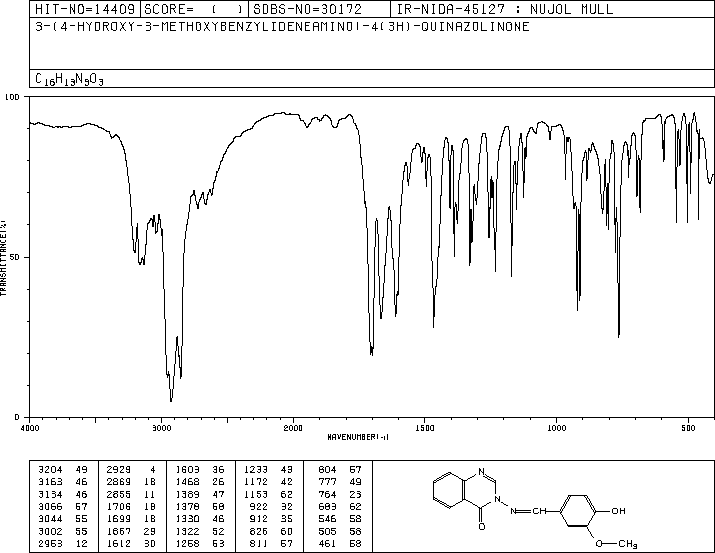 HIT-NO=14409 SCORE= ( ) SDBS-NO=30172 IR-NIDA-45127 : NUJOL MULL
3-(4-HYDROXY-3-METHOXYBENZYLIDENEAMINO)-4(3H)-QUINAZOLINONE
C16H13N3O3
100
50
0
TRANSMITTANCE(%)
4000 3000 2000 1500 1000 500
WAVENUMBER(-1)
3204 49 2929 4 1603 36 1233 43 804 57
3163 46 2869 18 1468 26 1172 42 777 49
3134 46 2855 11 1389 47 1153 62 764 23
3066 57 1706 18 1378 58 922 32 683 62
3044 55 1699 18 1330 46 912 35 546 58
3002 55 1667 29 1322 52 826 60 505 58
2953 12 1612 30 1258 53 811 57 461 58
N
N
N=CH
O
OH
O-CH3